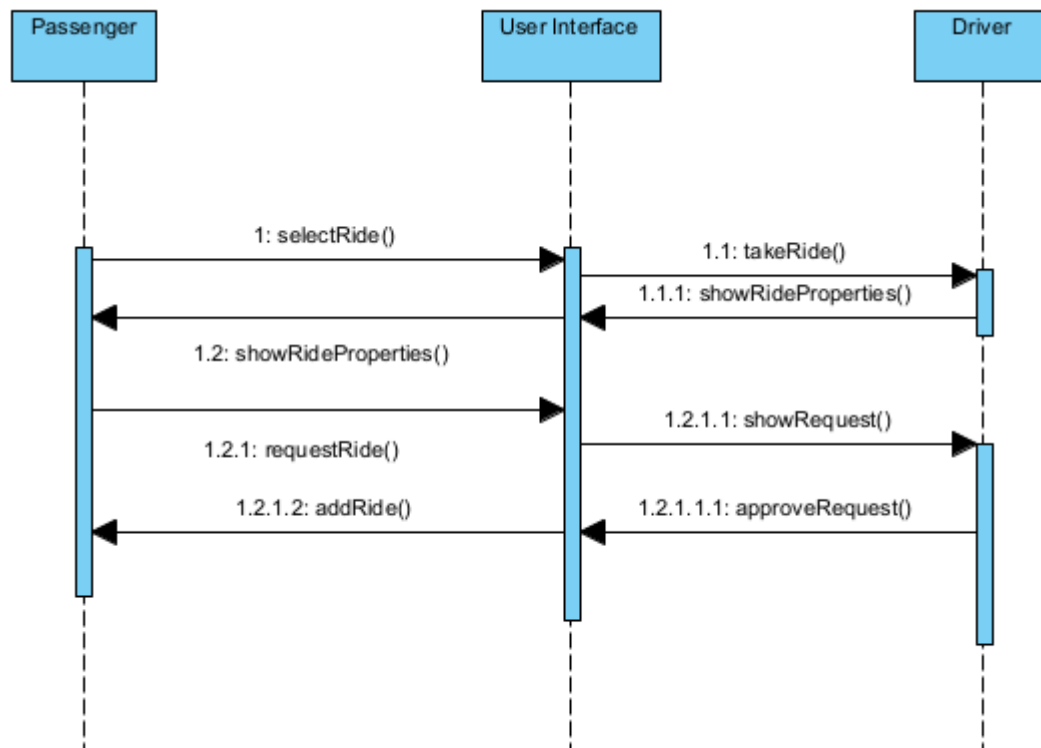 Passenger
User Interface
Driver
1: selectRide()
1.1: takeRide()
1.1.1: showRideProperties()
1.2: showRideProperties()
1.2.1.1: showRequest()
1.2.1: requestRide()
1.2.1.2: addRide()
1.2.1.1.1: approveRequest()